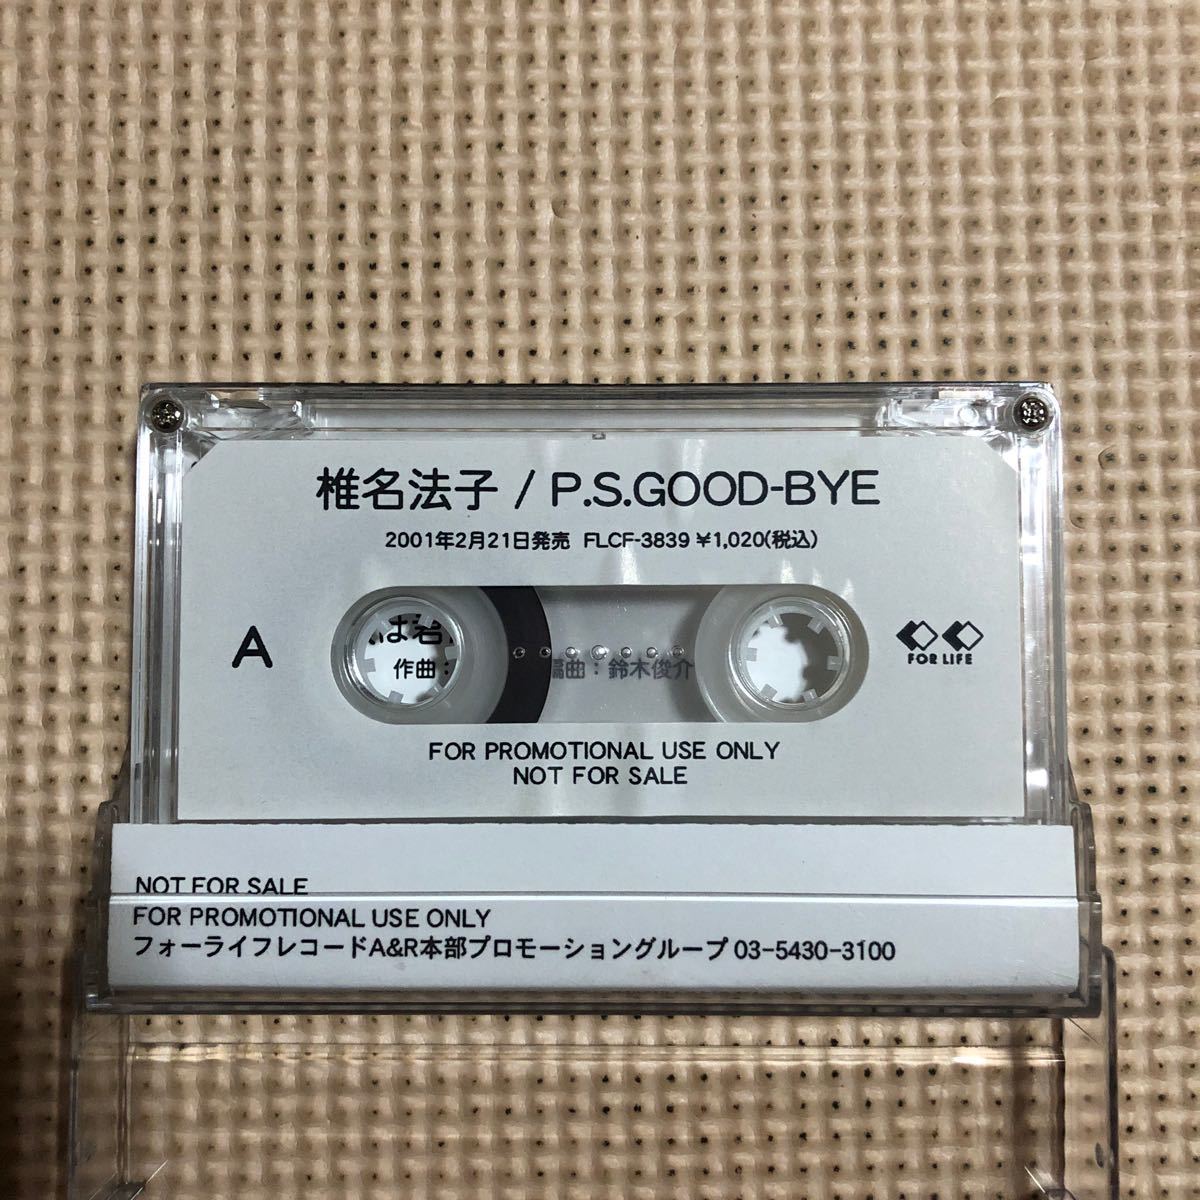 椎名法子 / P.S.GOOD-BYE
2001年2月21日発売 FLCF-3839 ¥1,020(税込)
A
は君
作曲:
編曲:鈴木俊介
FOR LIFE
FOR PROMOTIONAL USE ONLY
NOT FOR SALE
NOT FOR SALE
FOR PROMOTIONAL USE ONLY
フォーライフレコードA&R本部プロモーショングループ 03-5430-3100